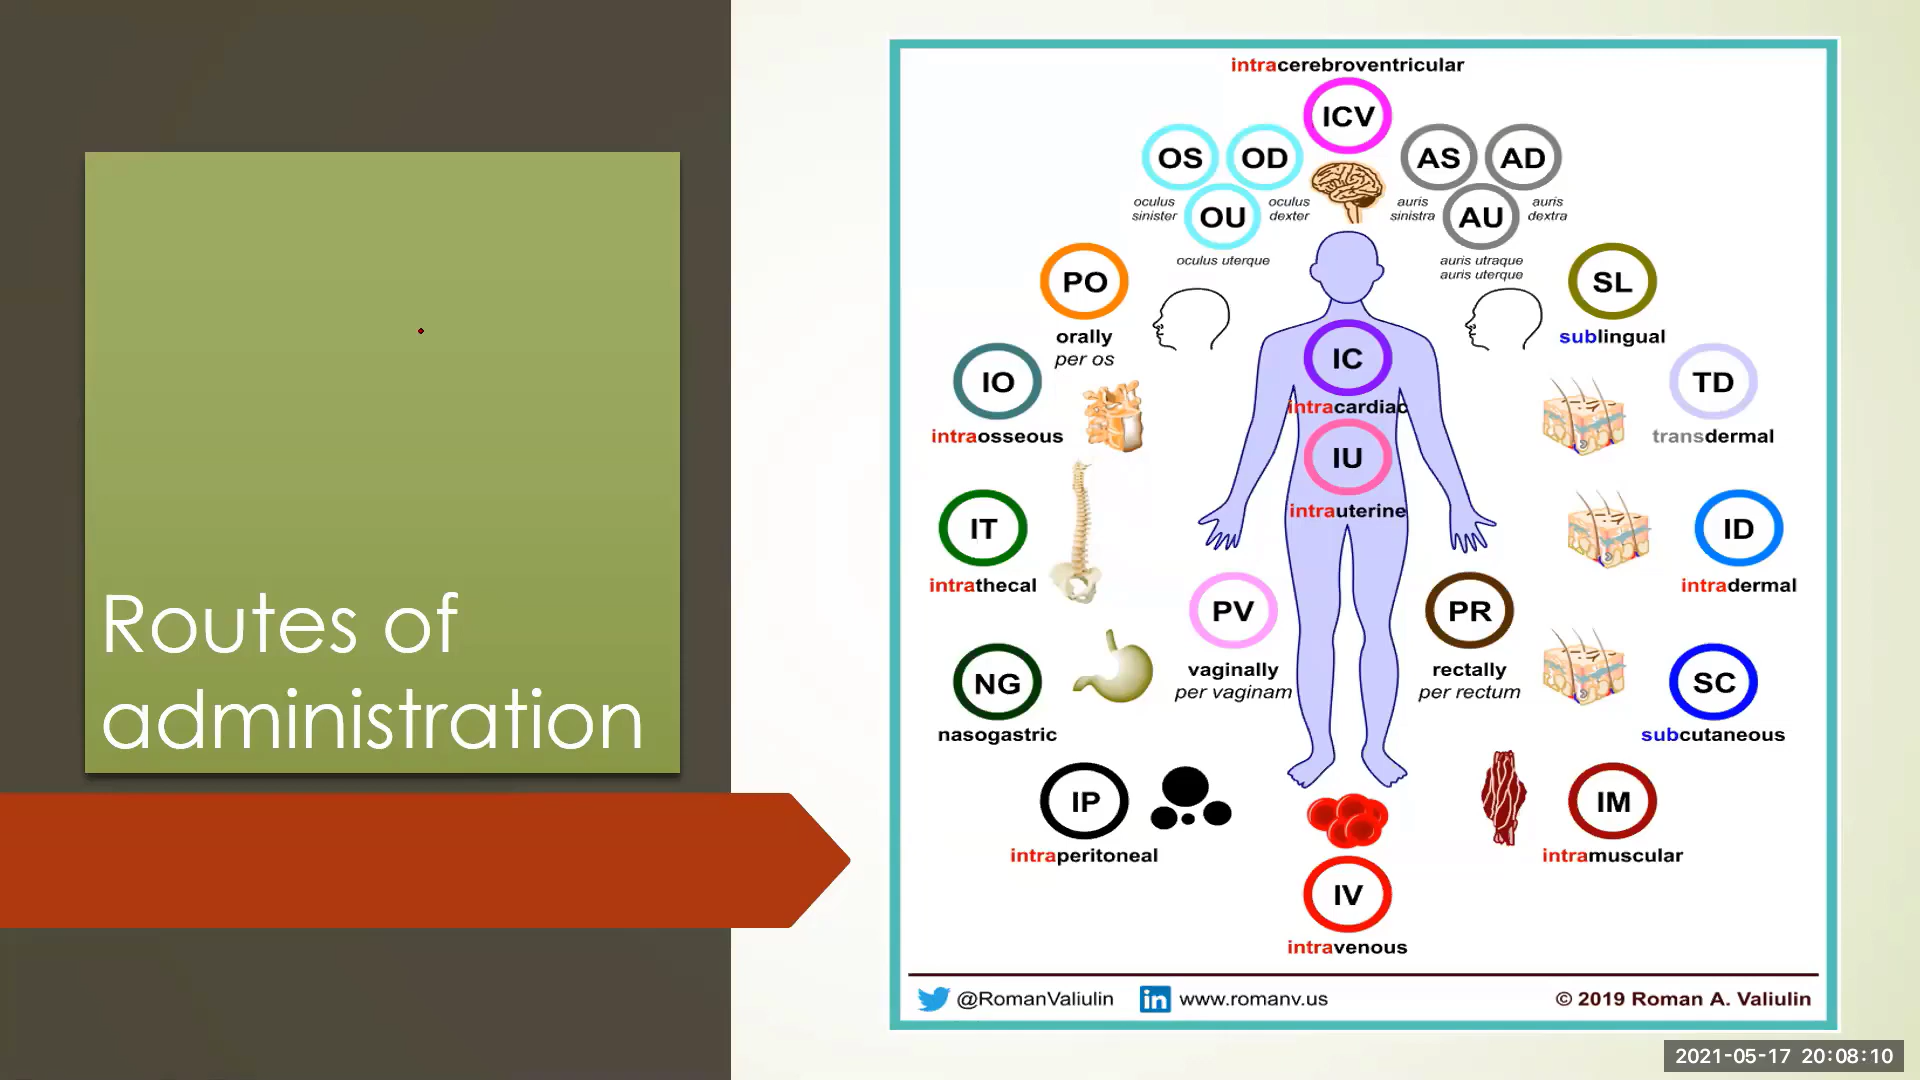 Routes of
administration
intracerebroventricular
ICV
OS
OD
AS
AD
oculus
sinister
OU
oculus
dexter
auris
sinistra
AU
auris
dextra
oculus uterque
auris utraque
auris uterque
PO
orally
per os
SL
sublingual
IO
intraosseous
IC
intracardiac
TD
transdermal
IU
intrauterine
IT
intrathecal
ID
intradermal
PV
vaginally
per vaginam
PR
rectally
per rectum
NG
nasogastric
SC
subcutaneous
IP
intraperitoneal
IM
intramuscular
IV
intravenous
@RomanValiulin
in
www.romanv.us
© 2019 Roman A. Valiulin
2021-05-17 20:08:10